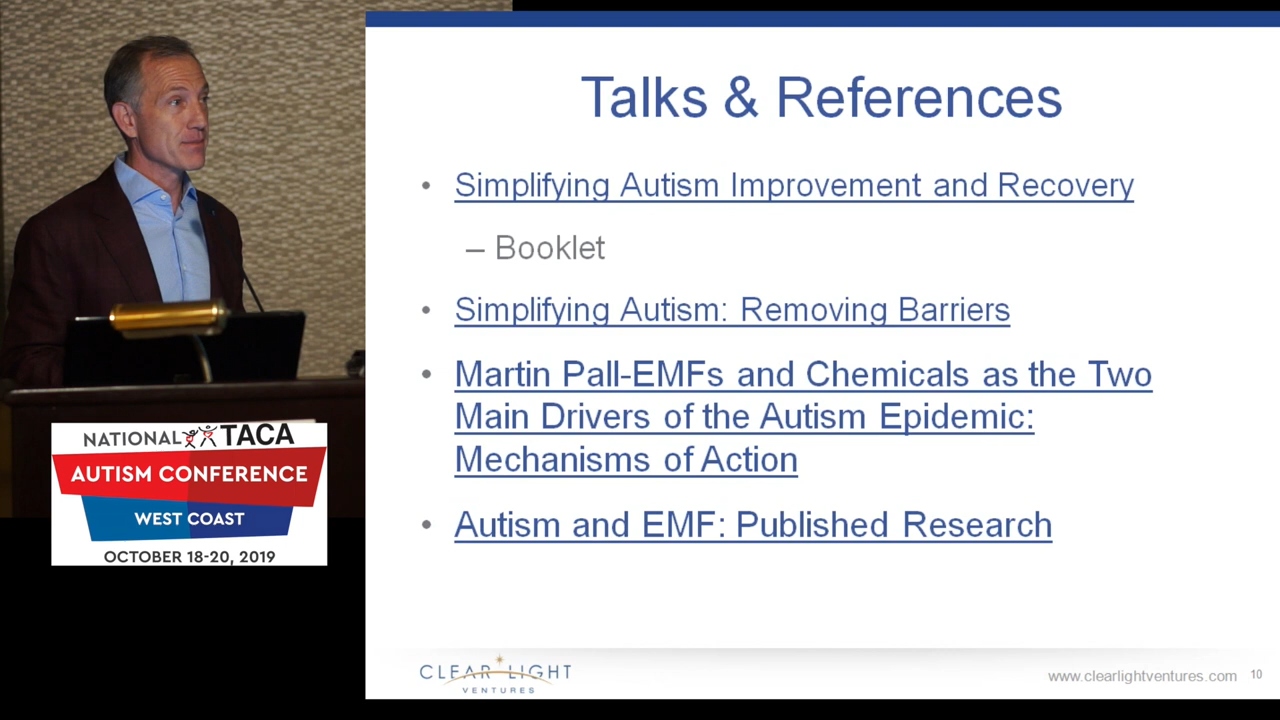 Talks & References
• Simplifying Autism Improvement and Recovery
– Booklet
• Simplifying Autism: Removing Barriers
• Martin Pall-EMFs and Chemicals as the Two
Main Drivers of the Autism Epidemic:
Mechanisms of Action
• Autism and EMF: Published Research
CLEAR LIGHT
VENTURES
www.clearlightventures.com 10
NATIONAL TACA
AUTISM CONFERENCE
WEST COAST
OCTOBER 18-20, 2019